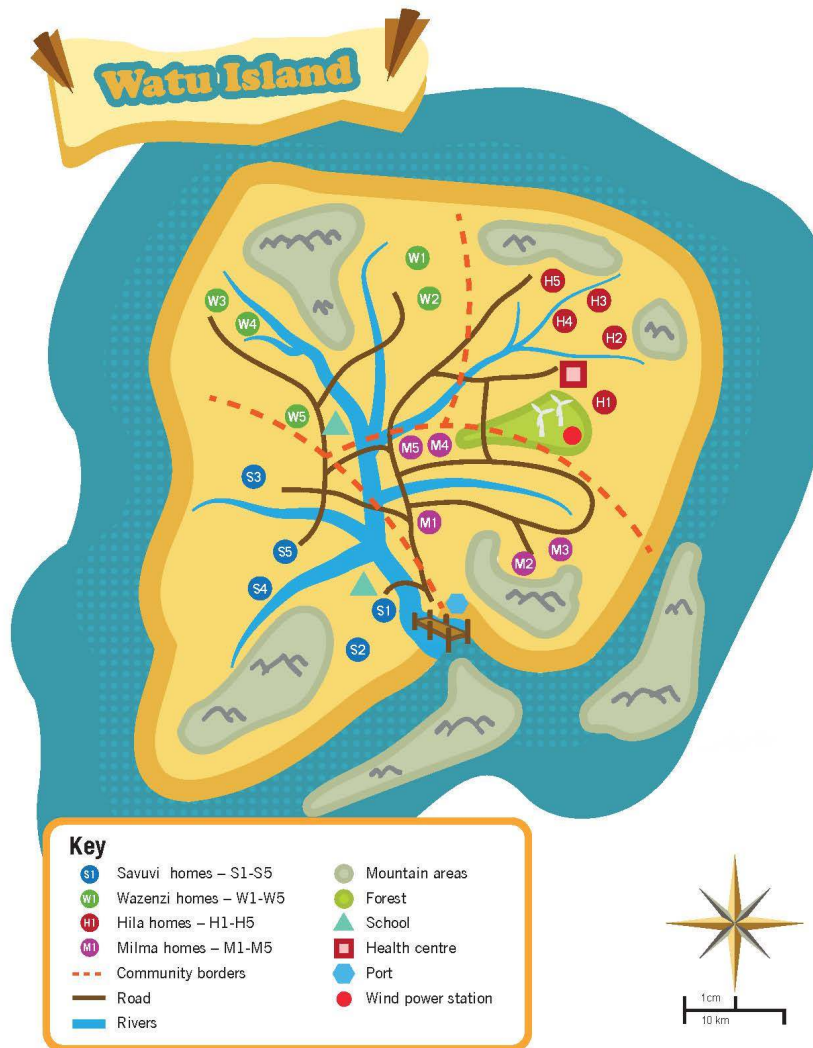 Watu Island
W1
H5
W2
W3
H3
W4
H4
H2
H1
W5
M5
M4
S3
M1
S5
M3
M2
S4
S1
S2
Key
S1 Savuvi homes – S1-S5
W1 Wazenzi homes – W1-W5
H1 Hila homes – H1-H5
M1 Milma homes – M1-M5
Community borders
Road
Rivers
Mountain areas
Forest
School
Health centre
Port
Wind power station
1cm
10 km